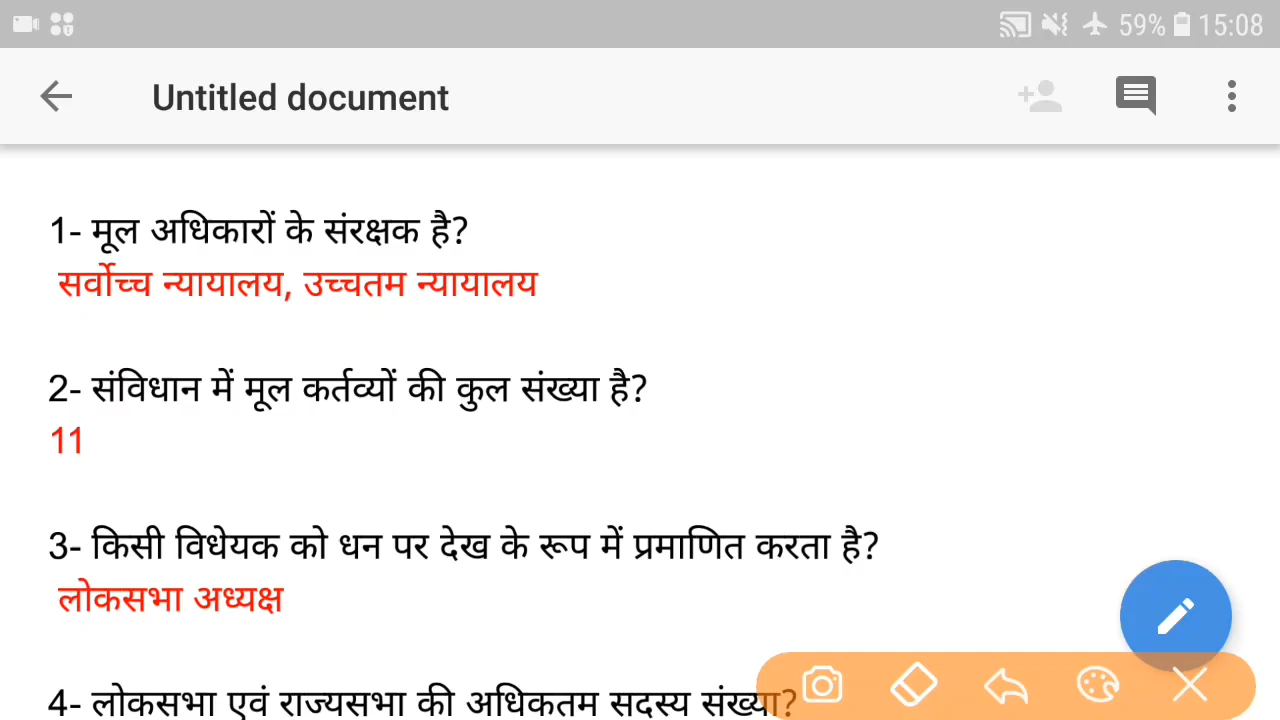 59% 15:08
Untitled document
1- मूल अधिकारों के संरक्षक है?
सर्वोच्च न्यायालय, उच्चतम न्यायालय
2- संविधान में मूल कर्तव्यों की कुल संख्या है?
11
3- किसी विधेयक को धन पर देख के रूप में प्रमाणित करता है?
लोकसभा अध्यक्ष
4- लोकसभा एवं राज्यसभा की अधिकतम सदस्य संख्या?